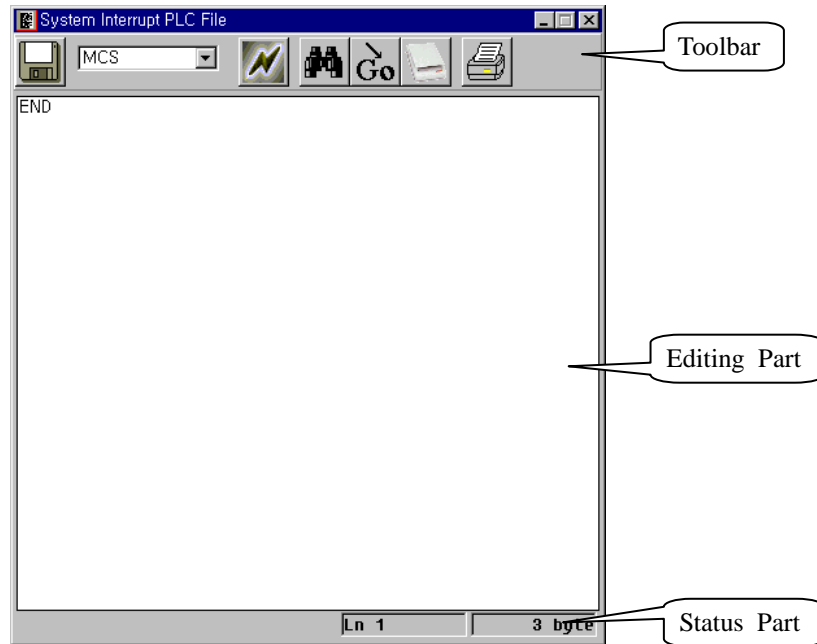 System Interrupt PLC File
MCS
Go
Toolbar
END
Editing Part
Ln 1
3 byte
Status Part